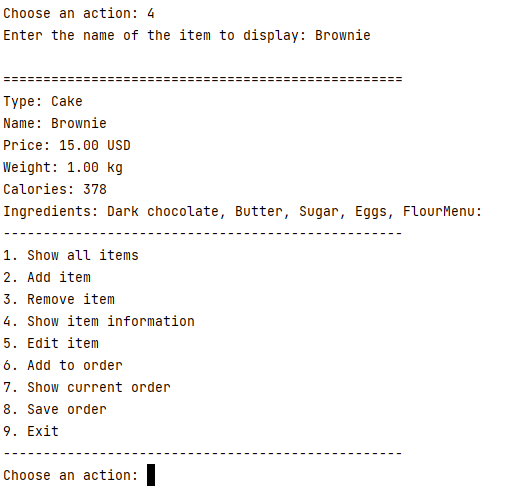 Choose an action: 4
Enter the name of the item to display: Brownie
==================================================
Type: Cake
Name: Brownie
Price: 15.00 USD
Weight: 1.00 kg
Calories: 378
Ingredients: Dark chocolate, Butter, Sugar, Eggs, FlourMenu:
--------------------------------------------------
1. Show all items
2. Add item
3. Remove item
4. Show item information
5. Edit item
6. Add to order
7. Show current order
8. Save order
9. Exit
--------------------------------------------------
Choose an action: